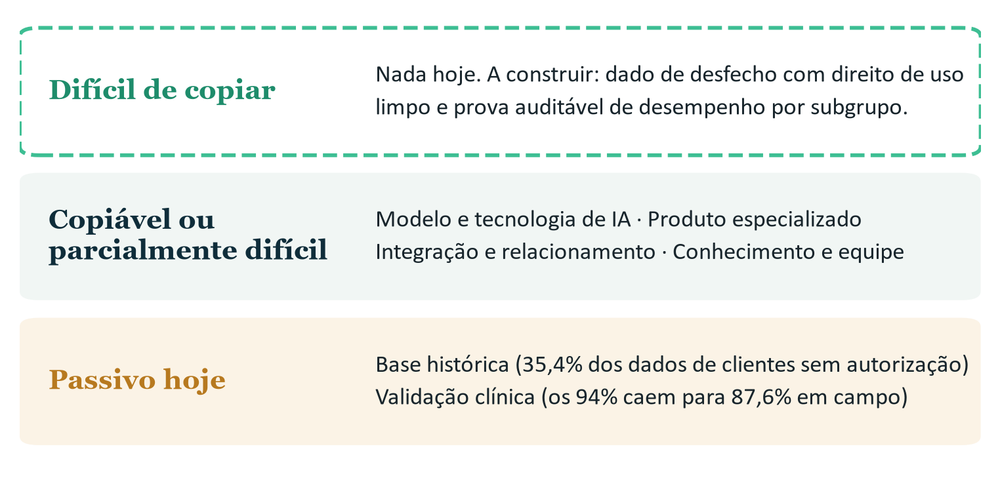 Difícil de copiar
Nada hoje. A construir: dado de desfecho com direito de uso
limpo e prova auditável de desempenho por subgrupo.
Copiável ou
parcialmente difícil
Modelo e tecnologia de IA · Produto especializado
Integração e relacionamento · Conhecimento e equipe
Passivo hoje
Base histórica (35,4% dos dados de clientes sem autorização)
Validação clínica (os 94% caem para 87,6% em campo)